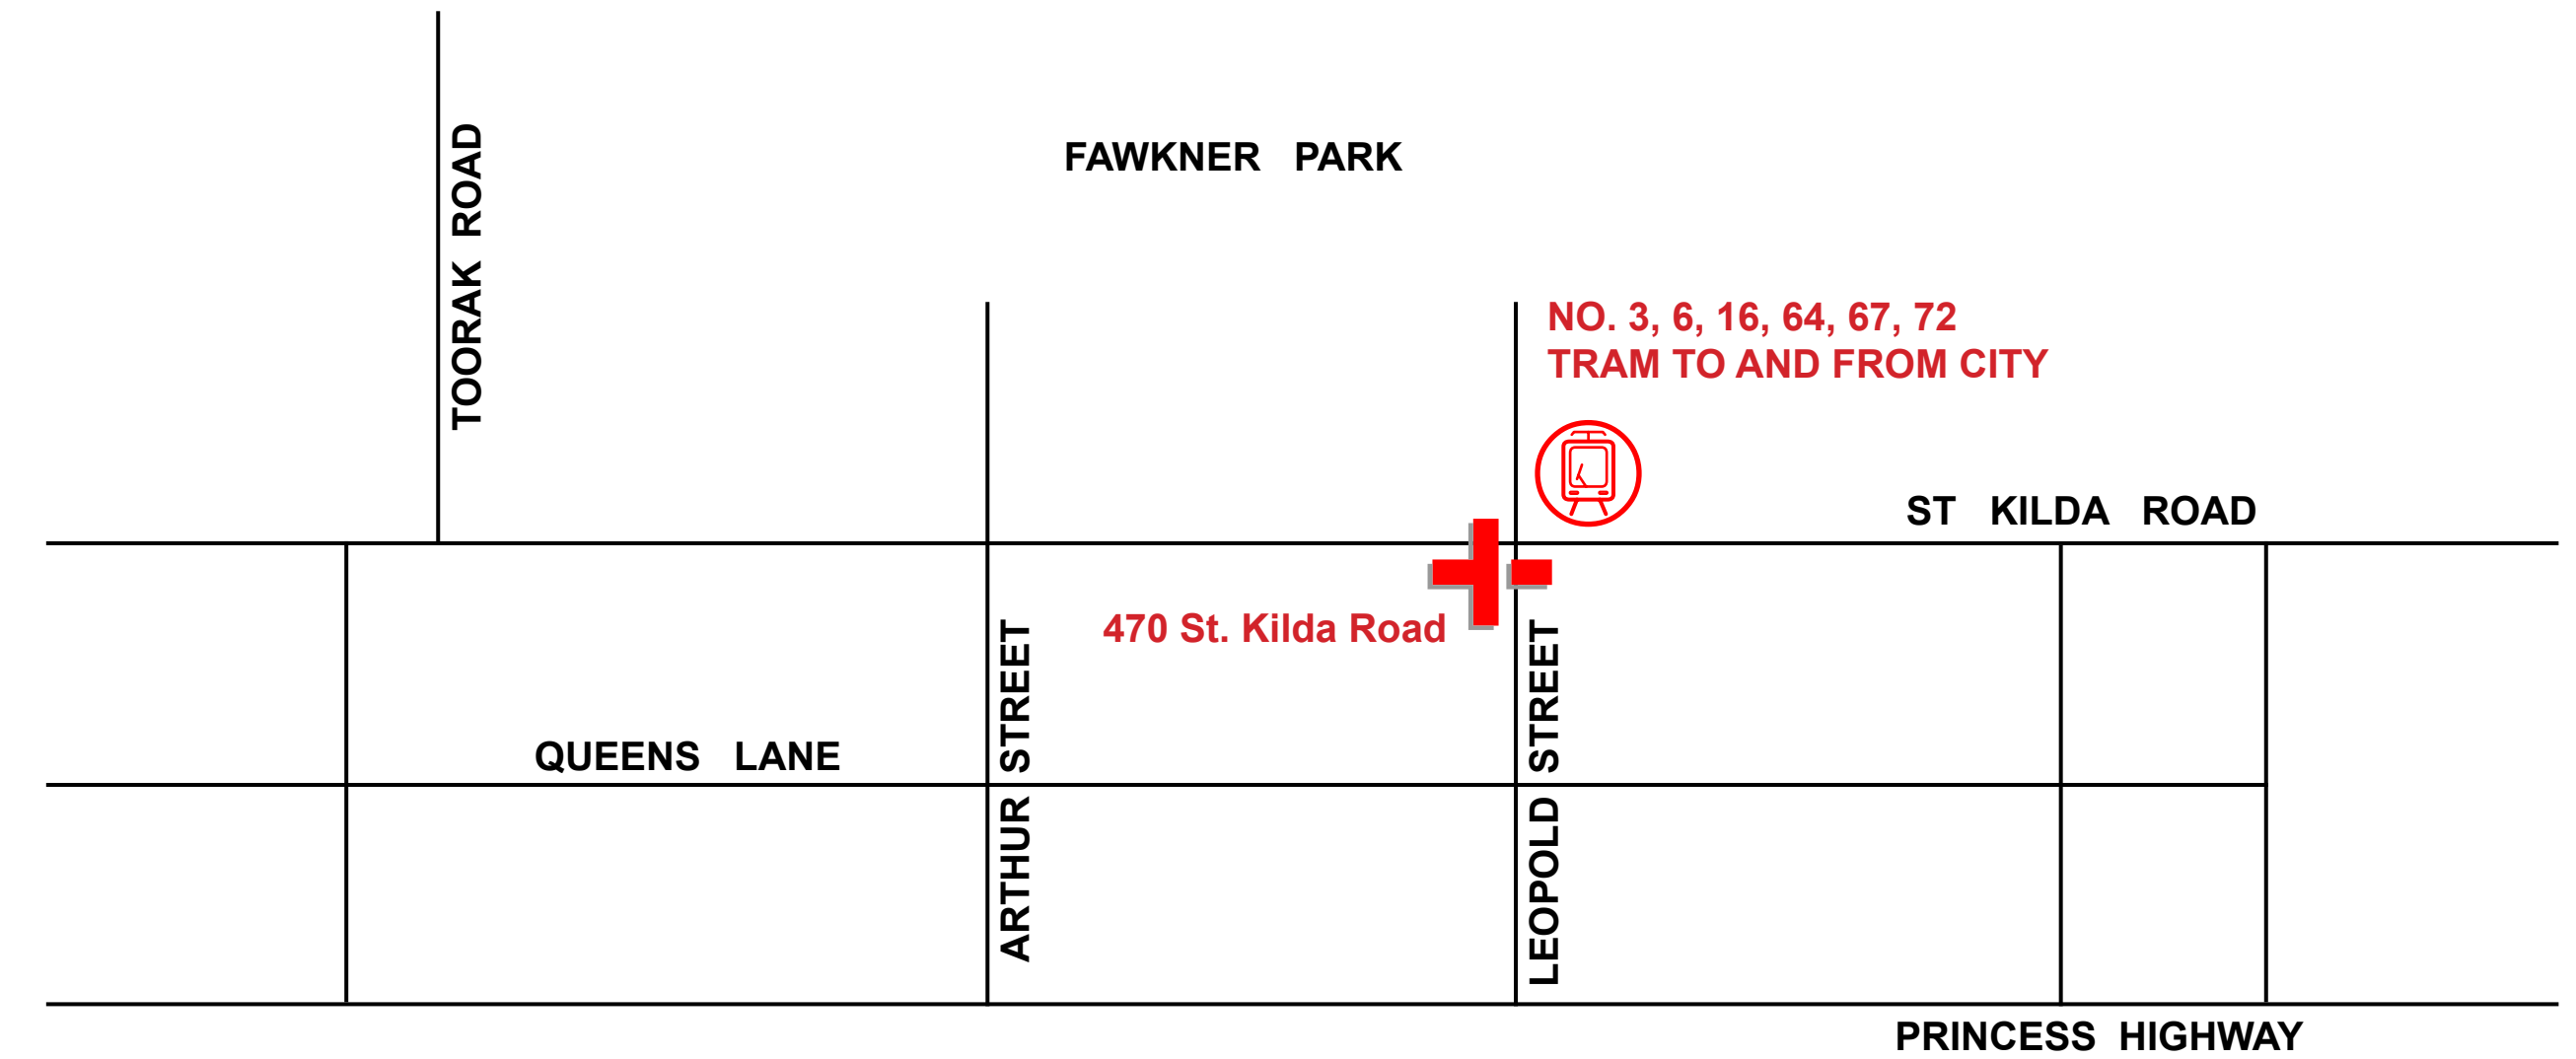 TOORAK ROAD
FAWKNER PARK
NO. 3, 6, 16, 64, 67, 72
TRAM TO AND FROM CITY
ST KILDA ROAD
470 St. Kilda Road
QUEENS LANE
ARTHUR STREET
LEOPOLD STREET
PRINCESS HIGHWAY